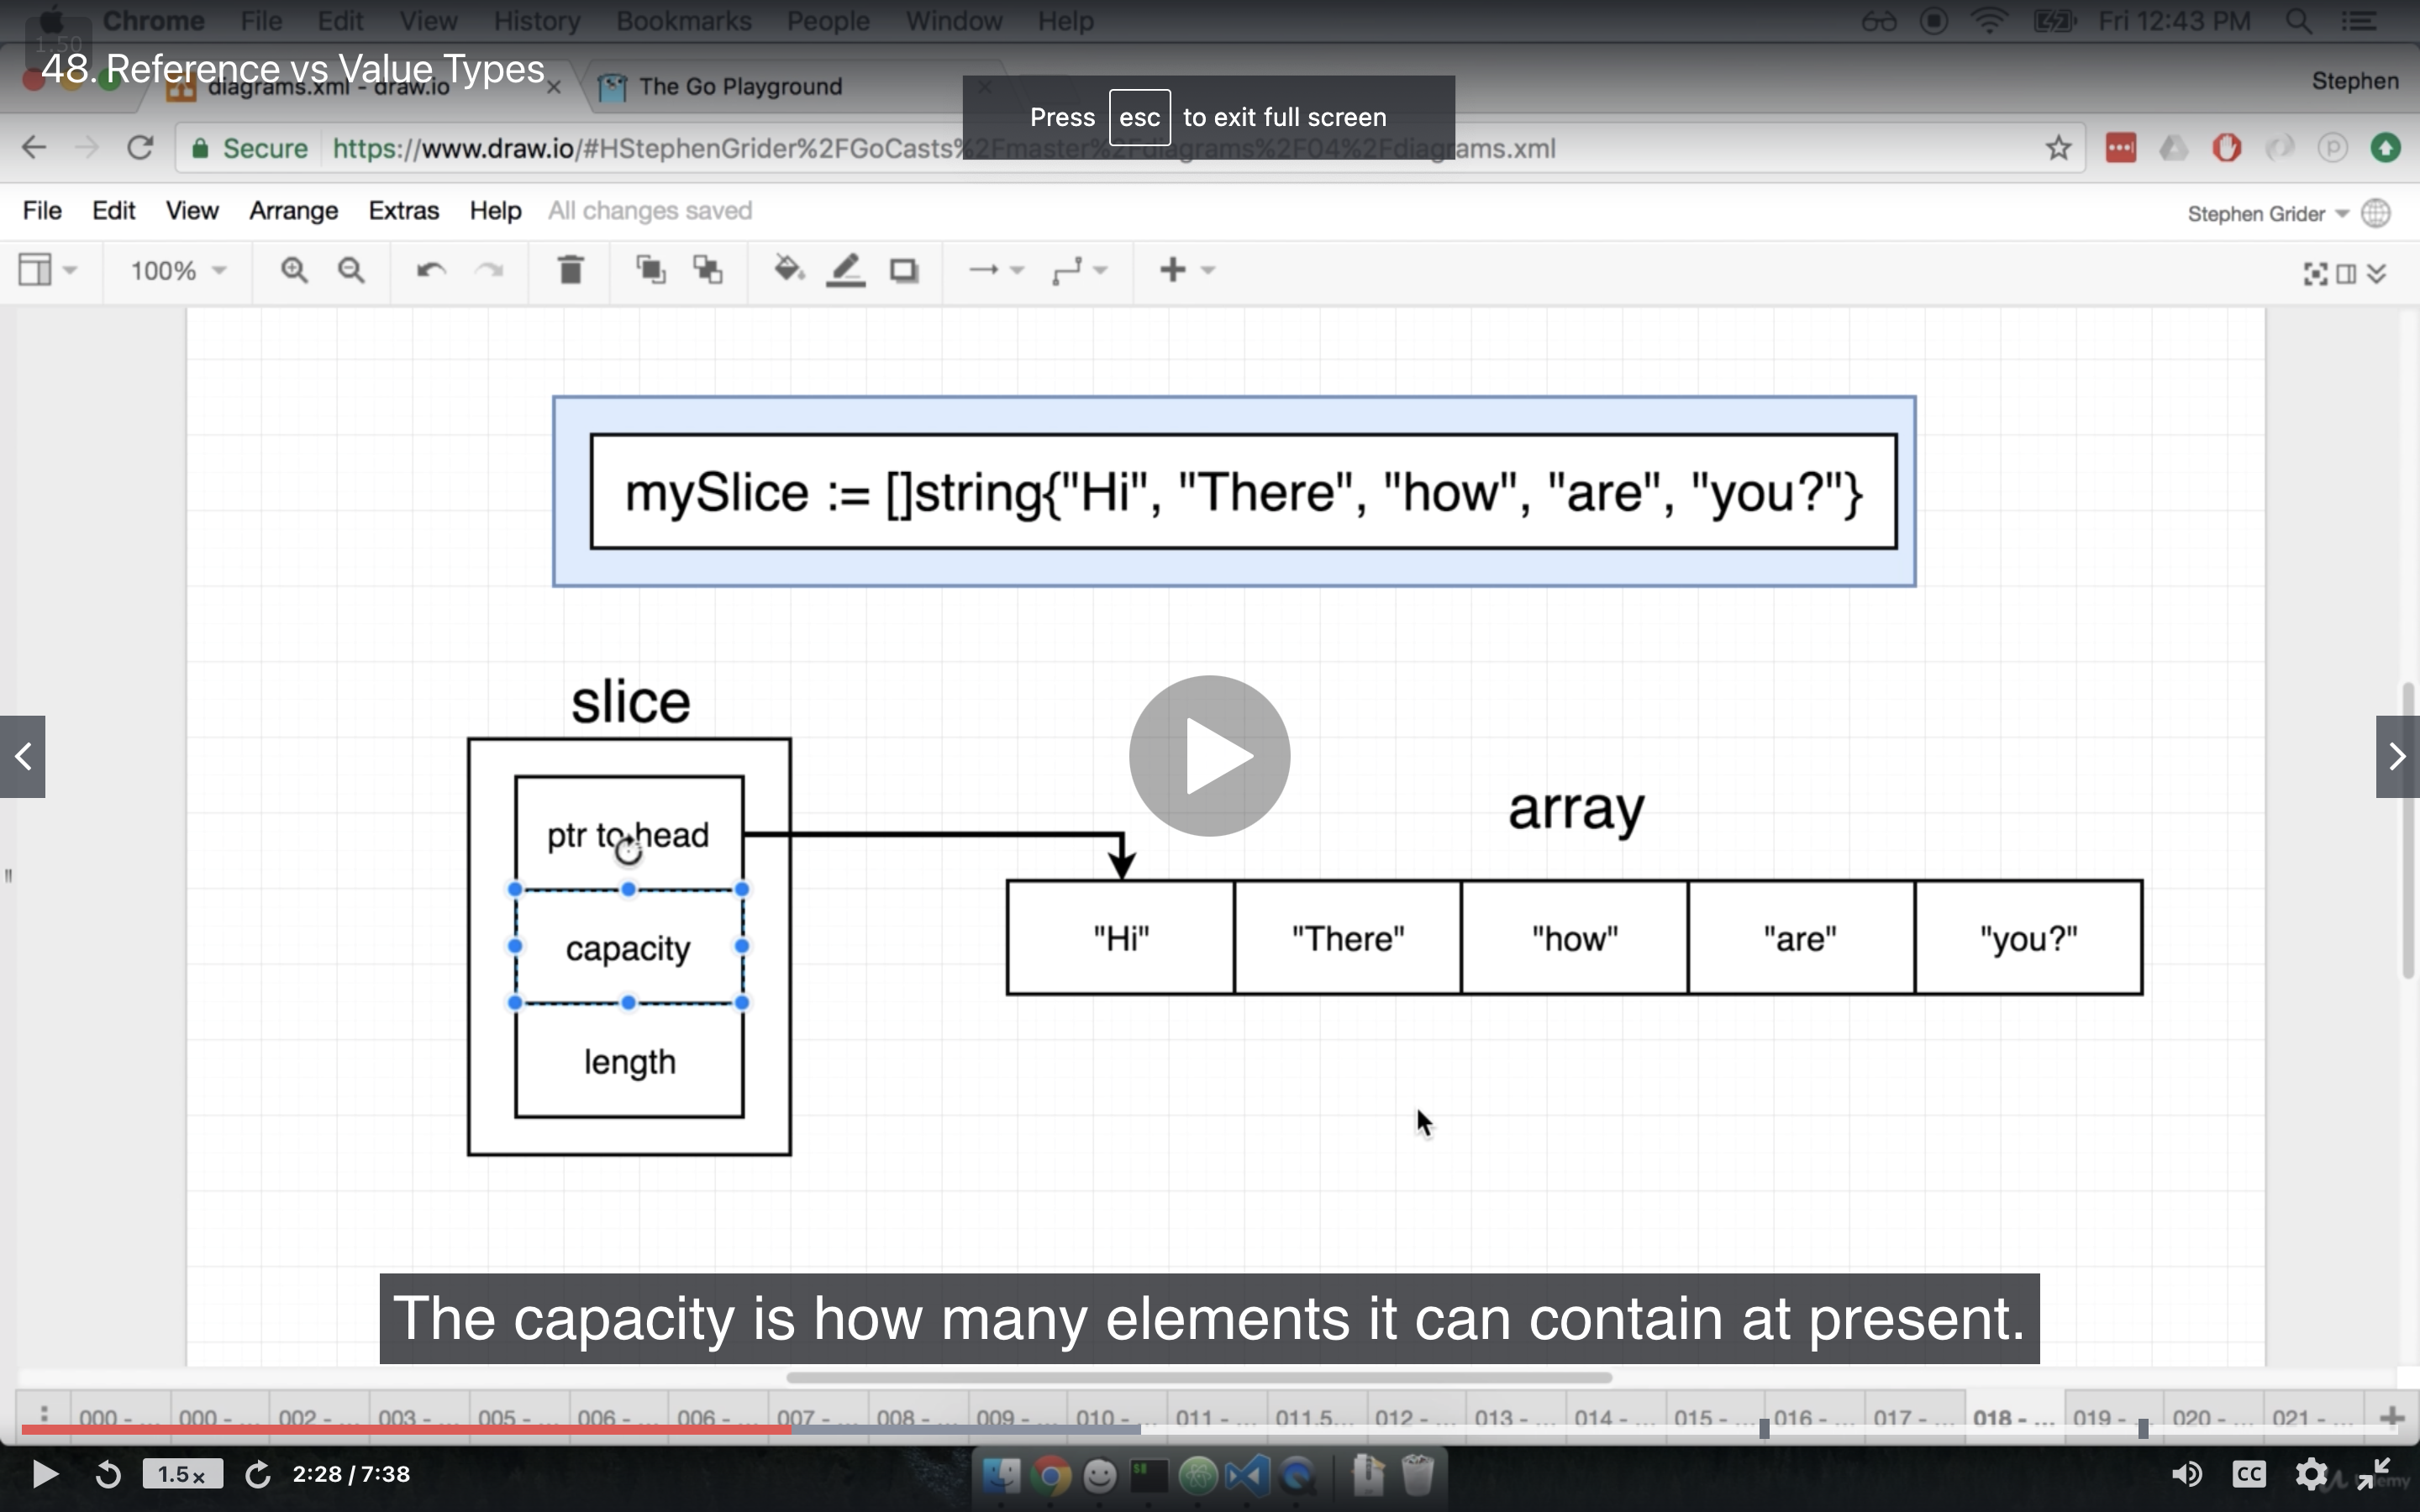 Chrome File Edit View History Bookmarks People Window Help Fri 12:43 PM
1.50
48. Reference vs Value Types
diagrams.xml - draw.io The Go Playground Stephen
Press esc to exit full screen
Secure https://www.draw.io/#HStephenGrider%2FGoCasts%2Fmaster%2Fdiagrams%2F04%2Fdiagrams.xml
File Edit View Arrange Extras Help All changes saved Stephen Grider
100%
mySlice := []string{"Hi", "There", "how", "are", "you?"}
slice
array
ptr to head
"Hi" "There" "how" "are" "you?"
capacity
length
The capacity is how many elements it can contain at present.
000 - ... 000 - ... 002 - ... 003 - ... 005 - ... 006 - ... 006 - ... 007 - ... 008 - ... 009 - ... 010 - ... 011 - ... 011.5... 012 - ... 013 - ... 014 - ... 015 - ... 016 - ... 017 - ... 018 - ... 019 - ... 020 - ... 021 - ...
1.5x 2:28 / 7:38 CC